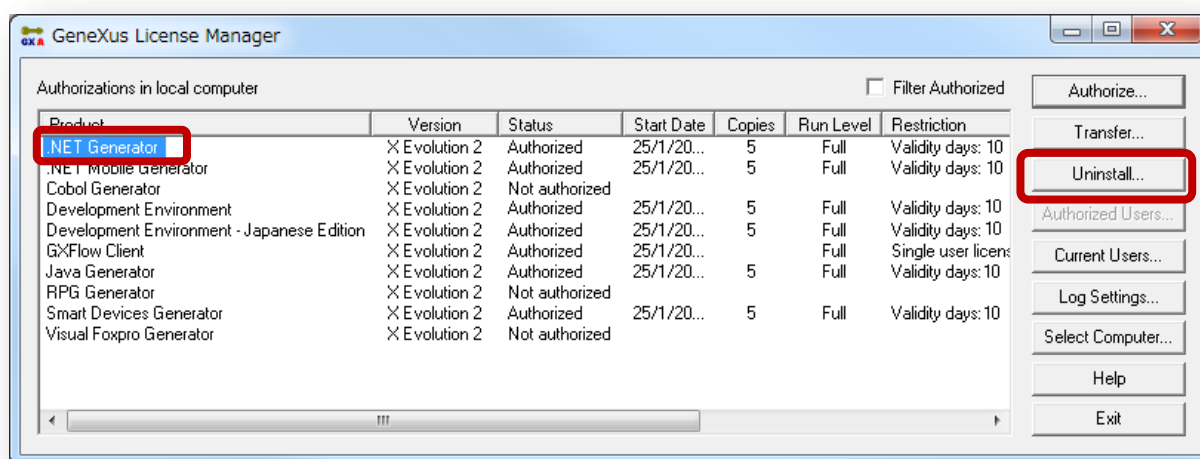 GXA GeneXus License Manager
Authorizations in local computer Filter Authorized
Product Version Status Start Date Copies Run Level Restriction
.NET Generator X Evolution 2 Authorized 25/1/20... 5 Full Validity days: 10
.NET Mobile Generator X Evolution 2 Authorized 25/1/20... 5 Full Validity days: 10
Cobol Generator X Evolution 2 Not authorized
Development Environment X Evolution 2 Authorized 25/1/20... 5 Full Validity days: 10
Development Environment - Japanese Edition X Evolution 2 Authorized 25/1/20... 5 Full Validity days: 10
GXFlow Client X Evolution 2 Authorized 25/1/20... Full Single user licens
Java Generator X Evolution 2 Authorized 25/1/20... 5 Full Validity days: 10
RPG Generator X Evolution 2 Not authorized
Smart Devices Generator X Evolution 2 Authorized 25/1/20... 5 Full Validity days: 10
Visual Foxpro Generator X Evolution 2 Not authorized
Authorize...
Transfer...
Uninstall...
Authorized Users...
Current Users...
Log Settings...
Select Computer...
Help
Exit